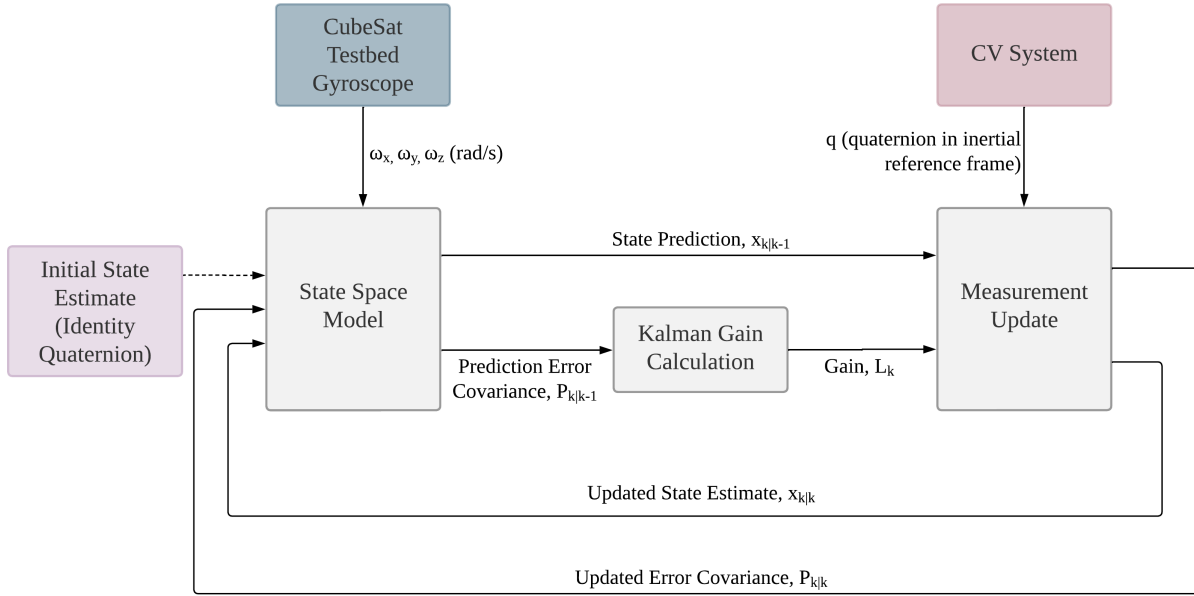 CubeSat
Testbed
Gyroscope
CV System
ωx, ωy, ωz (rad/s)
q (quaternion in inertial
reference frame)
Initial State
Estimate
(Identity
Quaternion)
State Space
Model
State Prediction, xk|k-1
Measurement
Update
Kalman Gain
Calculation
Prediction Error
Covariance, Pk|k-1
Gain, Lk
Updated State Estimate, xk|k
Updated Error Covariance, Pk|k